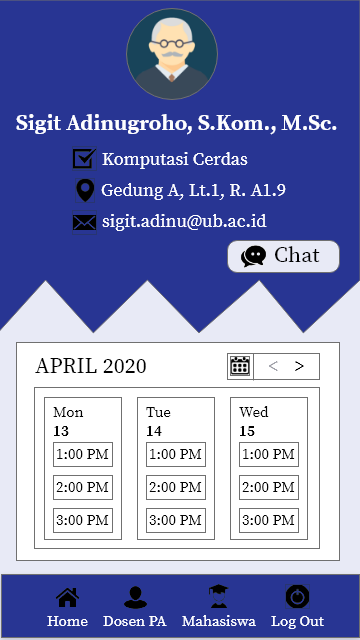 Sigit Adinugroho, S.Kom., M.Sc.
Komputasi Cerdas
Gedung A, Lt.1, R. A1.9
sigit.adinu@ub.ac.id
Chat
APRIL 2020
< >
Mon Tue Wed
13 14 15
1:00 PM 1:00 PM 1:00 PM
2:00 PM 2:00 PM 2:00 PM
3:00 PM 3:00 PM 3:00 PM
Home Dosen PA Mahasiswa Log Out